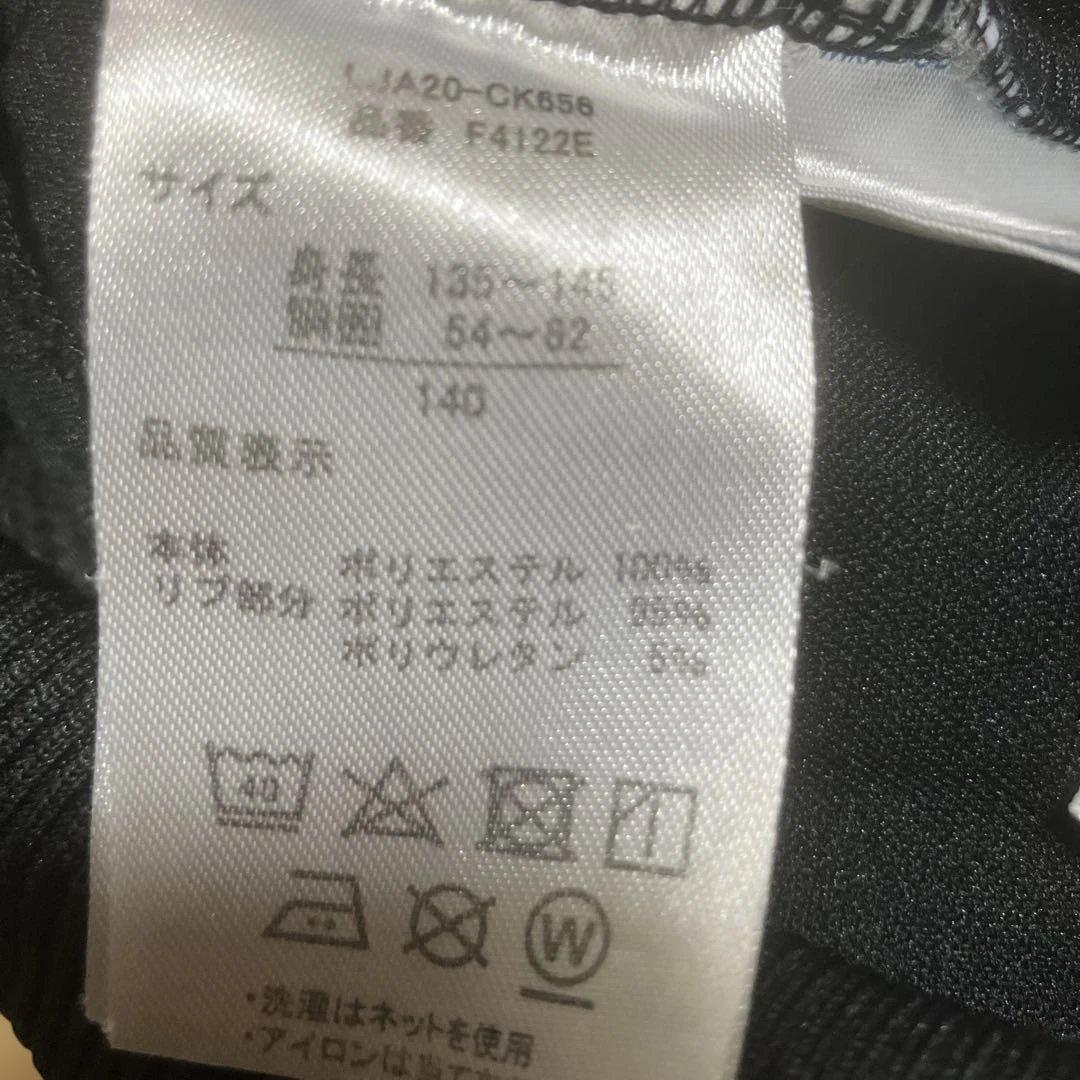 JA20-CK656
品番 F4122E
サイズ
身長 135〜145
胴囲 54〜82
140
品質表示
本体 ポリエステル 100%
リブ部分 ポリエステル 95%
ポリウレタン 5%
40
W
・洗濯はネットを使用
・アイロンは当て